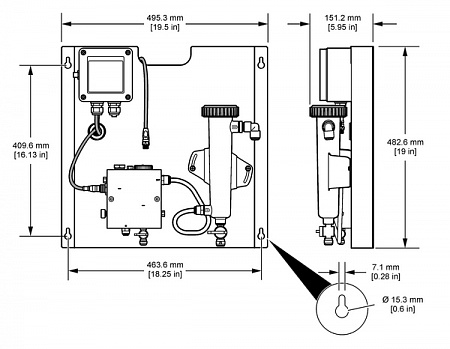 495.3 mm
[19.5 in]
151.2 mm
[5.95 in]
409.6 mm
[16.13 in]
482.6 mm
[19 in]
463.6 mm
[18.25 in]
7.1 mm
[0.28 in]
Ø 15.3 mm
[0.6 in]